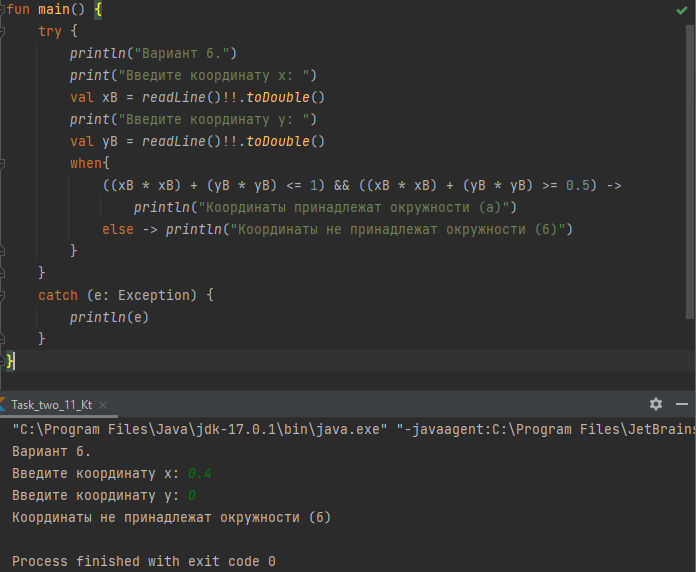 fun main() {
try {
println("Вариант 6.")
print("Введите координату x: ")
val xB = readLine()!!.toDouble()
print("Введите координату y: ")
val yB = readLine()!!.toDouble()
when{
((xB * xB) + (yB * yB) <= 1) && ((xB * xB) + (yB * yB) >= 0.5) ->
println("Координаты принадлежат окружности (а)")
else -> println("Координаты не принадлежат окружности (б)")
}
}
catch (e: Exception) {
println(e)
}
}
Task_two_11_Kt ×
"C:\Program Files\Java\jdk-17.0.1\bin\java.exe" "-javaagent:C:\Program Files\JetBrains
Вариант 6.
Введите координату x: 0.4
Введите координату y: 0
Координаты не принадлежат окружности (б)
Process finished with exit code 0